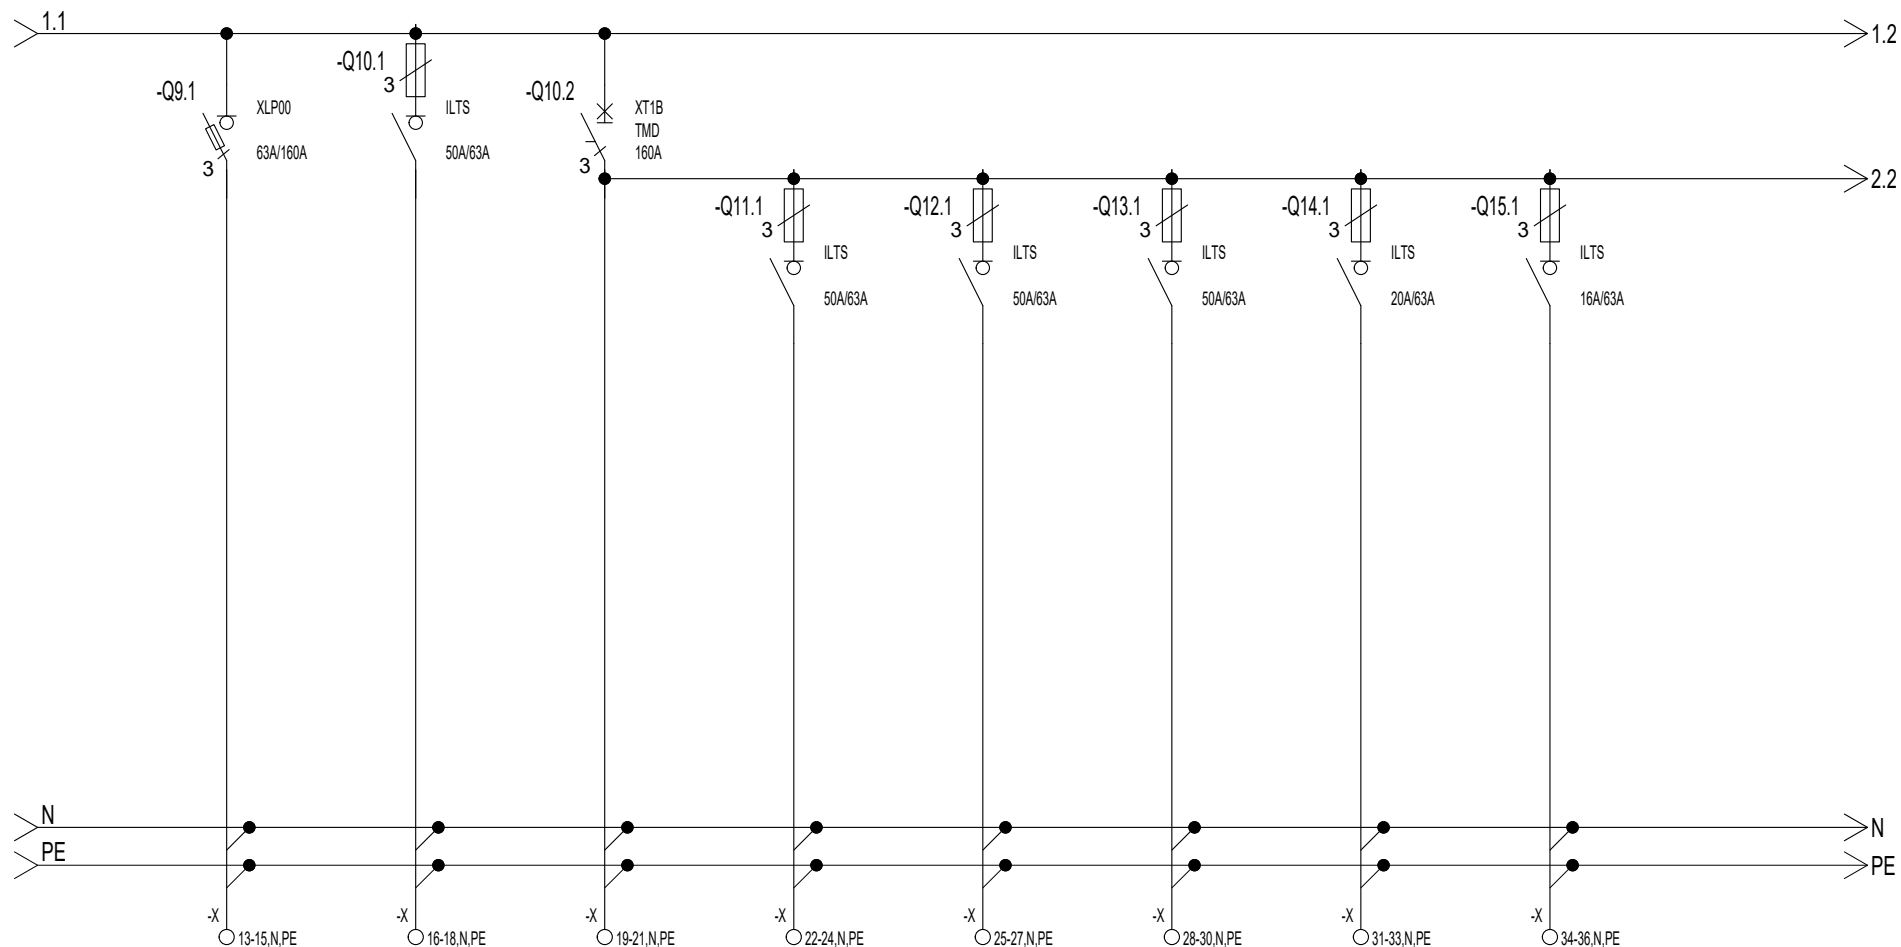 1.1
1.2
-Q9.1
XLP00
63A/160A
3
-Q10.1
3
ILTS
50A/63A
-Q10.2
XT1B
TMD
160A
3
2.2
-Q11.1
3
ILTS
50A/63A
-Q12.1
3
ILTS
50A/63A
-Q13.1
3
ILTS
50A/63A
-Q14.1
3
ILTS
20A/63A
-Q15.1
3
ILTS
16A/63A
N
N
PE
PE
-X
13-15,N,PE
-X
16-18,N,PE
-X
19-21,N,PE
-X
22-24,N,PE
-X
25-27,N,PE
-X
28-30,N,PE
-X
31-33,N,PE
-X
34-36,N,PE